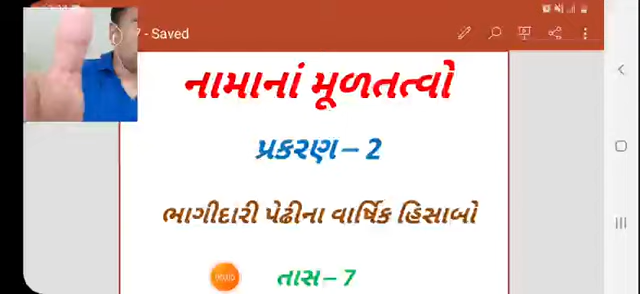 7 - Saved
નામાનાં મૂળતત્વો
પ્રકરણ – 2
ભાગીદારી પેઢીના વાર્ષિક હિસાબો
તાસ – 7